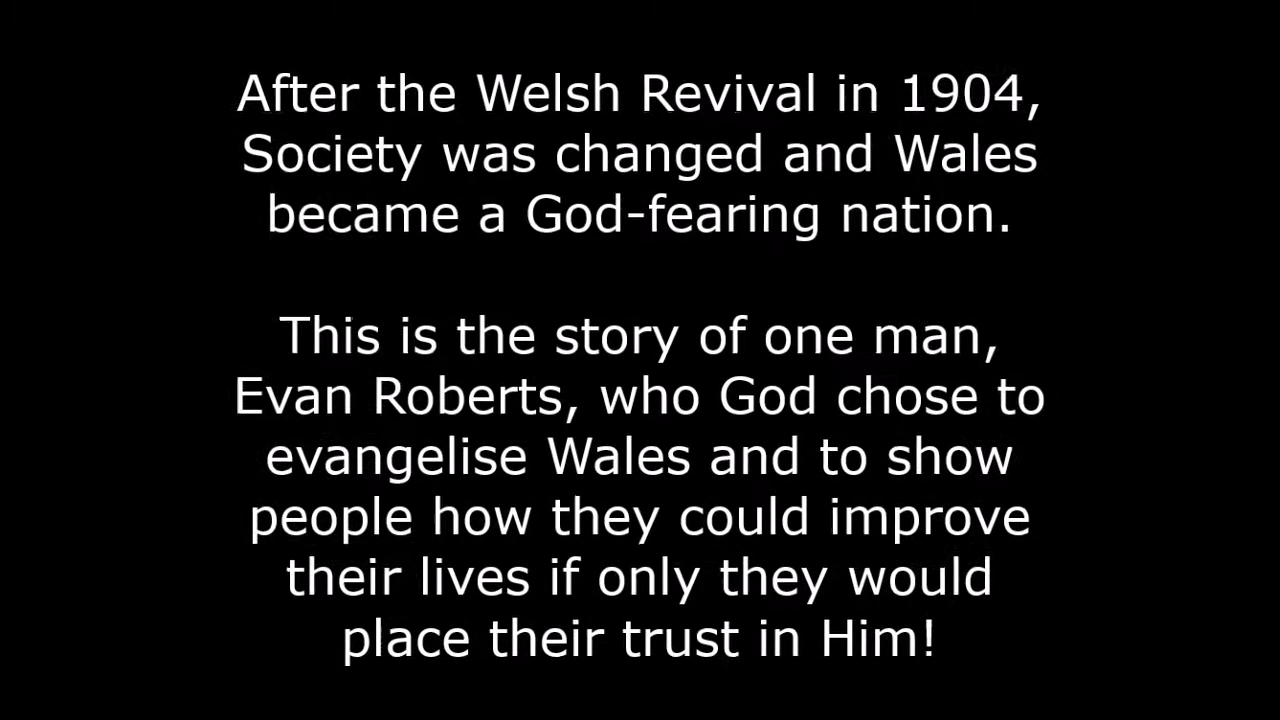 After the Welsh Revival in 1904,
Society was changed and Wales
became a God-fearing nation.
This is the story of one man,
Evan Roberts, who God chose to
evangelise Wales and to show
people how they could improve
their lives if only they would
place their trust in Him!